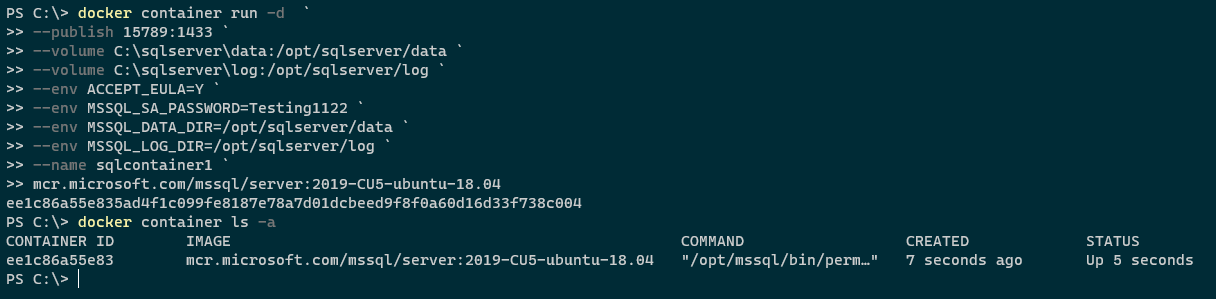 PS C:\> docker container run -d  `
>> --publish 15789:1433 `
>> --volume C:\sqlserver\data:/opt/sqlserver/data `
>> --volume C:\sqlserver\log:/opt/sqlserver/log `
>> --env ACCEPT_EULA=Y `
>> --env MSSQL_SA_PASSWORD=Testing1122 `
>> --env MSSQL_DATA_DIR=/opt/sqlserver/data `
>> --env MSSQL_LOG_DIR=/opt/sqlserver/log `
>> --name sqlcontainer1 `
>> mcr.microsoft.com/mssql/server:2019-CU5-ubuntu-18.04
ee1c86a55e835ad4f1c099fe8187e78a7d01dcbeed9f8f0a60d16d33f738c004
PS C:\> docker container ls -a
CONTAINER ID        IMAGE                                                  COMMAND                  CREATED             STATUS
ee1c86a55e83        mcr.microsoft.com/mssql/server:2019-CU5-ubuntu-18.04   "/opt/mssql/bin/perm…"   7 seconds ago       Up 5 seconds
PS C:\>